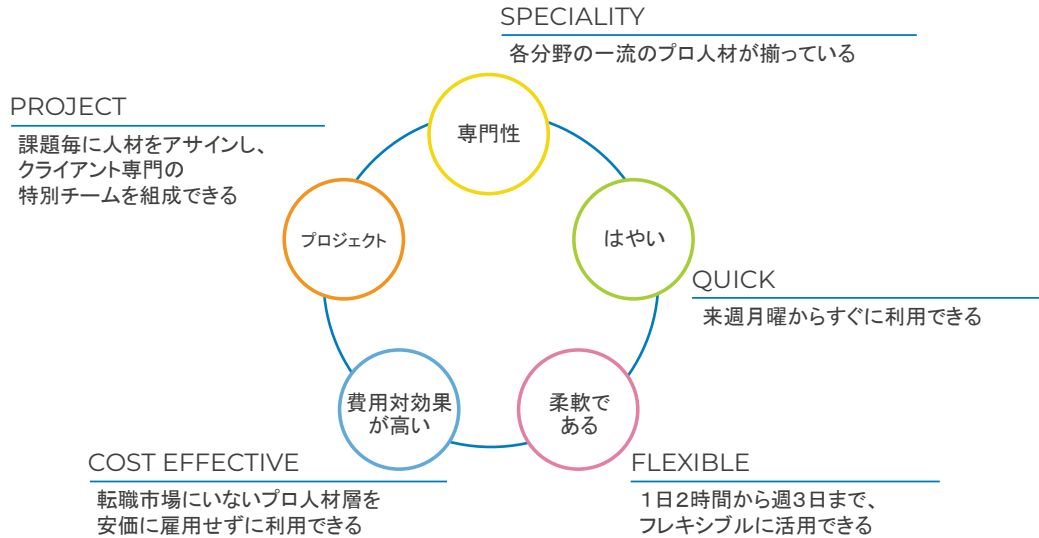 SPECIALITY
各分野の一流のプロ人材が揃っている
専門性
PROJECT
課題毎に人材をアサインし、
クライアント専門の
特別チームを組成できる
プロジェクト
はやい
QUICK
来週月曜からすぐに利用できる
費用対効果
が高い
柔軟で
ある
COST EFFECTIVE
転職市場にいないプロ人材層を
安価に雇用せずに利用できる
FLEXIBLE
1日2時間から週3日まで、
フレキシブルに活用できる